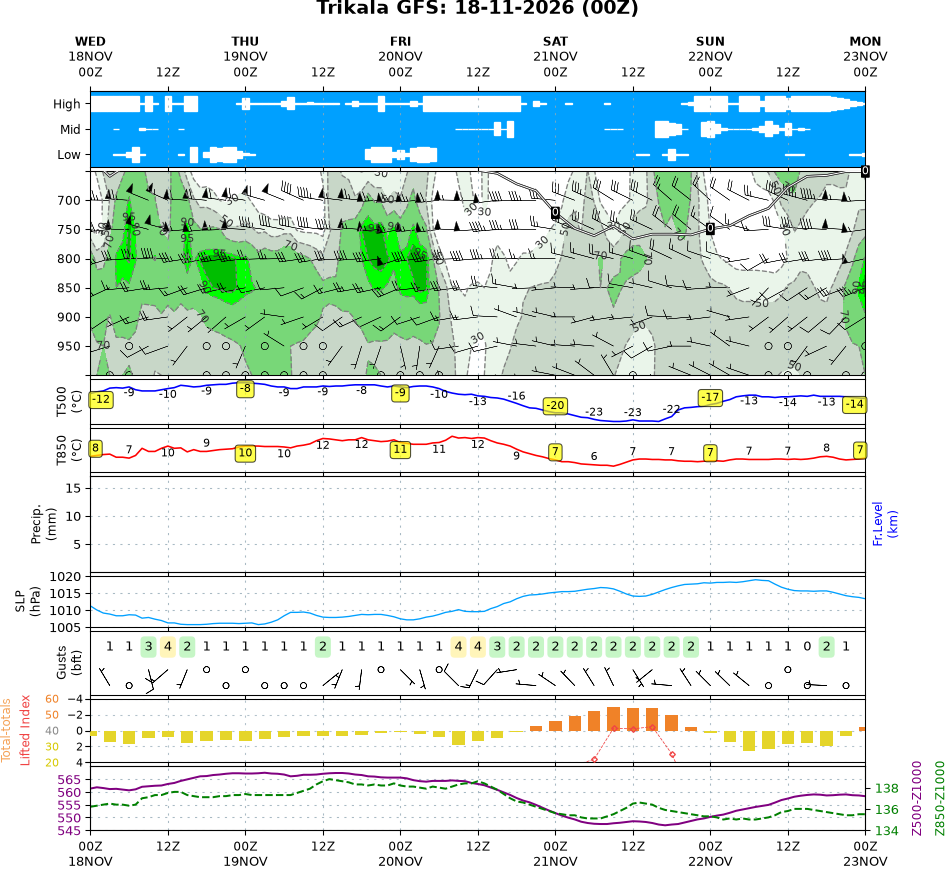 Trikala GFS: 18-11-2026 (00Z)
WED THU FRI SAT SUN MON
18NOV 19NOV 20NOV 21NOV 22NOV 23NOV
00Z 12Z 00Z 12Z 00Z 12Z 00Z 12Z 00Z 12Z 00Z
High
Mid
Low
0
700
0
750
0
800
850
900
950
T500 (°C)
-12 -9 -10 -9 -8 -9 -9 -8 -9 -10 -13 -16 -20 -23 -23 -22 -17 -13 -14 -13 -14
T850 (°C)
8 7 10 9 10 10 12 12 11 11 12 9 7 6 7 7 7 7 7 8 7
Precip. (mm)
15
10
5
Fr.Level (km)
SLP (hPa)
1020
1015
1010
1005
Gusts (bft)
1 1 3 4 2 1 1 1 1 1 1 2 1 1 1 1 1 1 4 4 3 2 2 2 2 2 2 2 2 2 2 1 1 1 1 1 0 2 1
Total-totals
Lifted Index
60 −4
50 −2
40 0
30 2
20 4
565
560
555
550
545
138
136
134
Z500-Z1000
Z850-Z1000
00Z 12Z 00Z 12Z 00Z 12Z 00Z 12Z 00Z 12Z 00Z
18NOV 19NOV 20NOV 21NOV 22NOV 23NOV